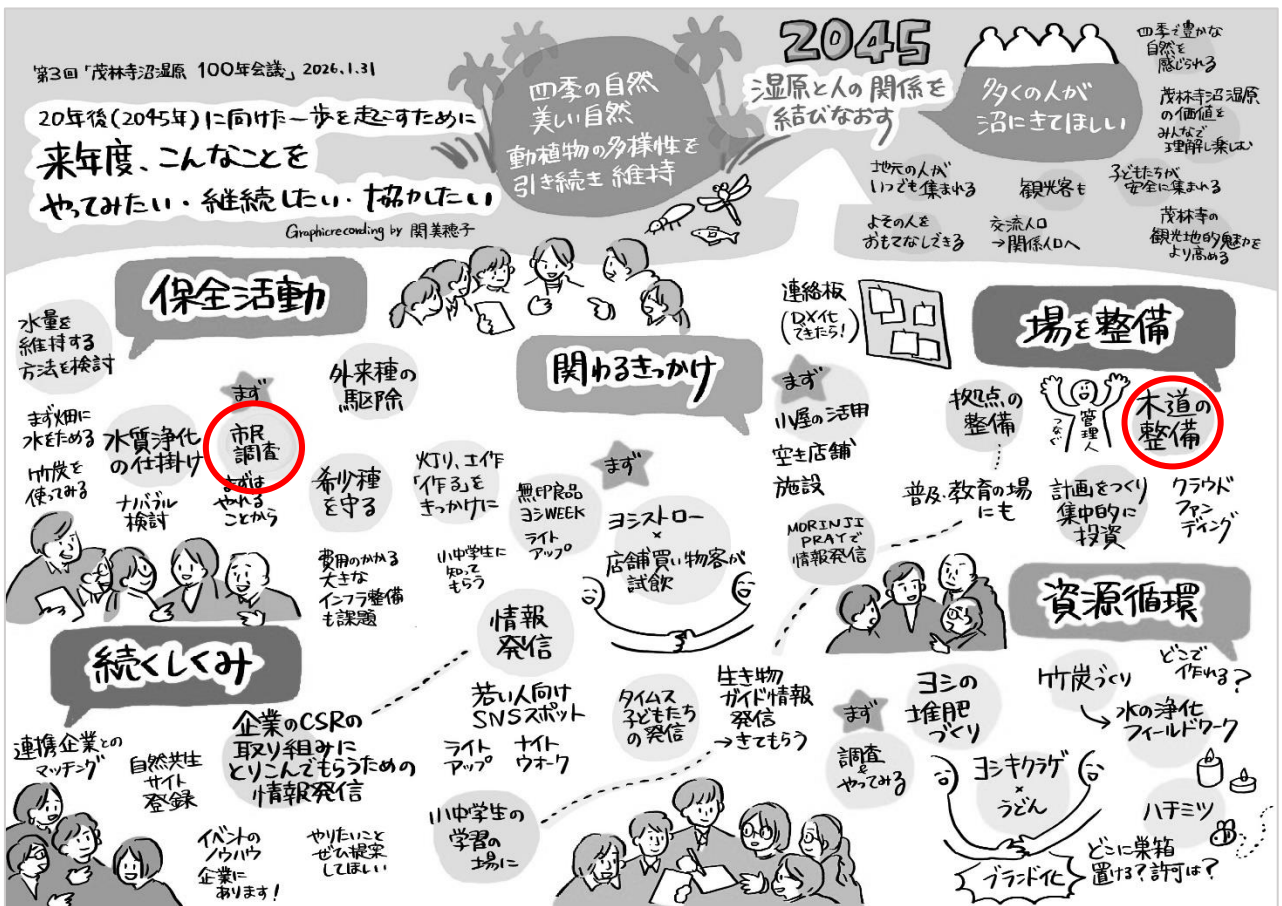 第3回「茂林寺沼湿原 100年会議」2026.1.31
20年後(2045年)に向けた一歩を起こすために
来年度、こんなことを
やってみたい・継続したい・協力したい
Graphicrecording by 関美穂子
四季の自然
美しい自然
動植物の多様性を
引き続き維持
2045
湿原と人の関係を
結びなおす
多くの人が
沼にきてほしい
四季で豊かな
自然を
感じられる
茂林寺沼湿原
の価値を
みんなで
理解し楽しむ
地元の人が
いつでも集まれる
観光客も
子どもたちが
安全に集まれる
よその人を
おもてなしできる
交流人口
→関係人口へ
茂林寺の
観光地的魅力を
より高める
保全活動
水量を
維持する
方法を検討
まず畑に
水をためる
竹炭を
使ってみる
水質浄化
の仕掛け
ナバブル
検討
まず
市民
調査
まずは
やれる
ことから
外来種の
駆除
希少種
を守る
費用のかかる
大きな
インフラ整備
も課題
関わるきっかけ
灯り、工作
「作る」を
きっかけに
小中学生に
知って
もらう
無印良品
ヨシWEEK
ライト
アップ
まず
ヨシストロー
×
店舗買い物客が
試飲
連絡板
(DX化
できたら!)
まず
小屋の活用
空き店舗
施設
MORINJI
PRAYで
情報発信
場を整備
拠点の
整備
つなぐ
管理人
木道の
整備
普及・教育の場
にも
計画をつくり
集中的に
投資
クラウド
ファン
ディング
続くしくみ
連携企業との
マッチング
自然共生
サイト
登録
企業のCSRの
取り組みに
とりこんでもらうための
情報発信
イベントの
ノウハウ
企業に
あります!
やりたいこと
ぜひ提案
してほしい
情報
発信
若い人向け
SNSスポット
ライト
アップ
ナイト
ウオーク
タイムス
子どもたち
の発信
生き物
ガイド情報
発信
→きてもらう
小中学生の
学習の
場に
資源循環
まず
調査
&
やってみる
ヨシの
堆肥
づくり
竹炭づくり
どこで
作れる?
水の浄化
フィールドワーク
ヨシキクラゲ
×
うどん
ブランド化
ハチミツ
どこに巣箱
置ける?許可は?